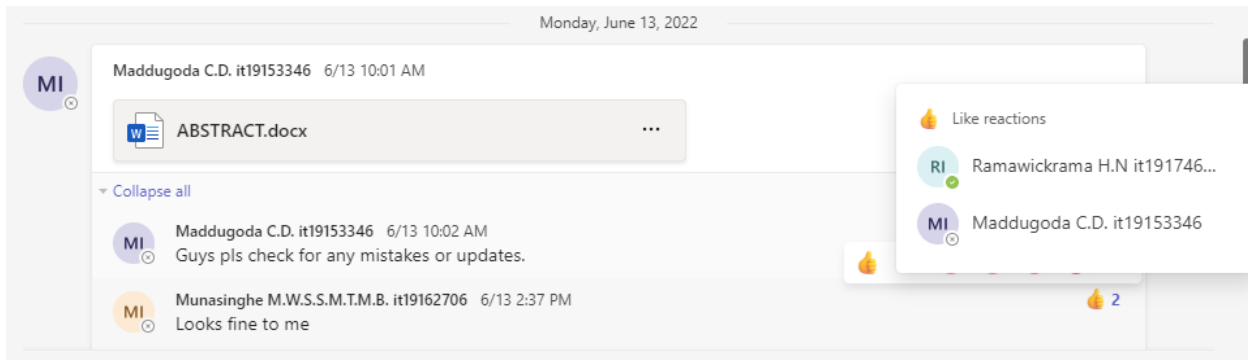 Monday, June 13, 2022
MI
Maddugoda C.D. it19153346 6/13 10:01 AM
W
ABSTRACT.docx ...
Collapse all
MI
Maddugoda C.D. it19153346 6/13 10:02 AM
Guys pls check for any mistakes or updates.
MI
Munasinghe M.W.S.S.M.T.M.B. it19162706 6/13 2:37 PM
Looks fine to me
2
Like reactions
RI
Ramawickrama H.N it191746...
MI
Maddugoda C.D. it19153346